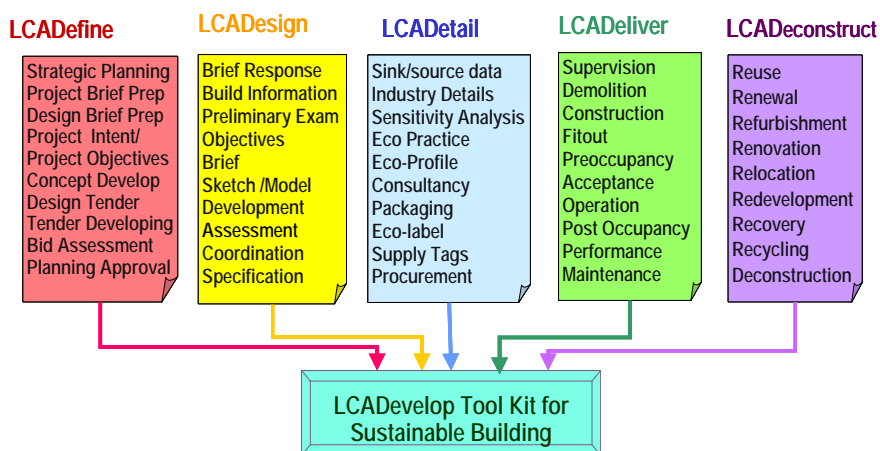 LCADefine
Strategic Planning
Project Brief Prep
Design Brief Prep
Project Intent/
Project Objectives
Concept Develop
Design Tender
Tender Developing
Bid Assessment
Planning Approval
LCADesign
Brief Response
Build Information
Preliminary Exam
Objectives
Brief
Sketch /Model
Development
Assessment
Coordination
Specification
LCADetail
Sink/source data
Industry Details
Sensitivity Analysis
Eco Practice
Eco-Profile
Consultancy
Packaging
Eco-label
Supply Tags
Procurement
LCADeliver
Supervision
Demolition
Construction
Fitout
Preoccupancy
Acceptance
Operation
Post Occupancy
Performance
Maintenance
LCADeconstruct
Reuse
Renewal
Refurbishment
Renovation
Relocation
Redevelopment
Recovery
Recycling
Deconstruction
LCADevelop Tool Kit for
Sustainable Building